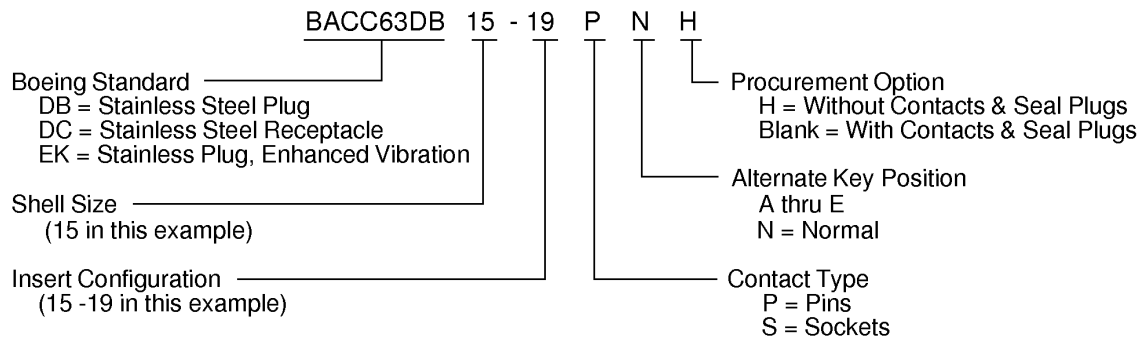 BACC63DB 15 - 19 P N H
Boeing Standard
DB = Stainless Steel Plug
DC = Stainless Steel Receptacle
EK = Stainless Plug, Enhanced Vibration
Shell Size
(15 in this example)
Insert Configuration
(15 -19 in this example)
Procurement Option
H = Without Contacts & Seal Plugs
Blank = With Contacts & Seal Plugs
Alternate Key Position
A thru E
N = Normal
Contact Type
P = Pins
S = Sockets